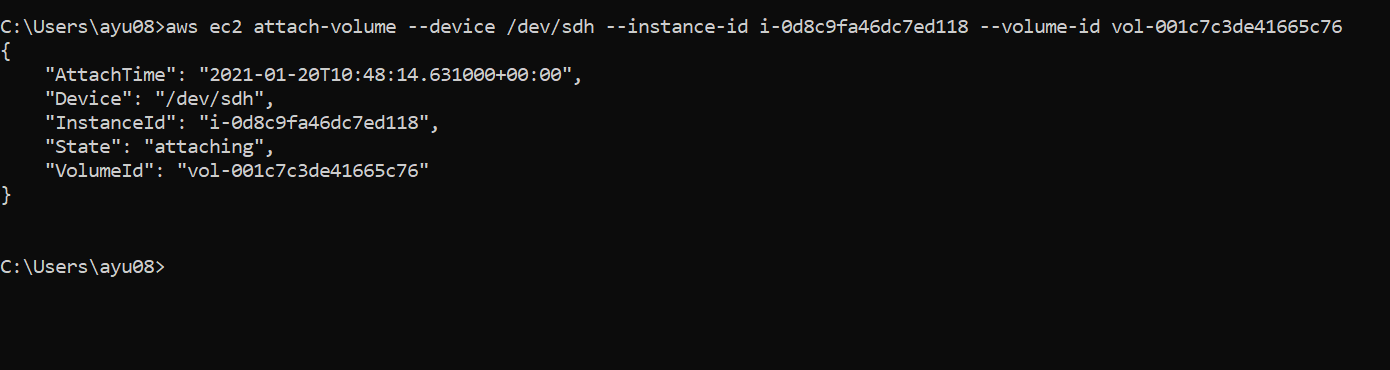 C:\Users\ayu08>aws ec2 attach-volume --device /dev/sdh --instance-id i-0d8c9fa46dc7ed118 --volume-id vol-001c7c3de41665c76
{
    "AttachTime": "2021-01-20T10:48:14.631000+00:00",
    "Device": "/dev/sdh",
    "InstanceId": "i-0d8c9fa46dc7ed118",
    "State": "attaching",
    "VolumeId": "vol-001c7c3de41665c76"
}
C:\Users\ayu08>